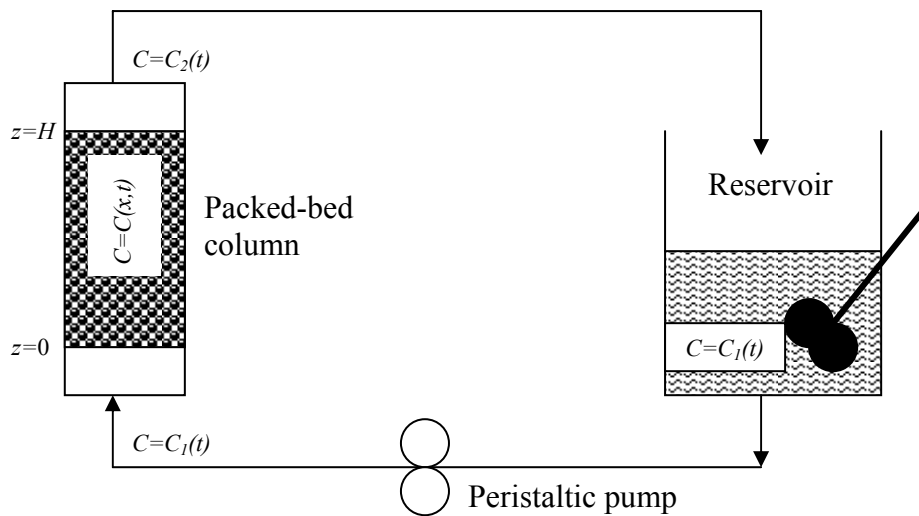 C=C₂(t)
z=H
C=C(x,t)
Packed-bed
column
z=0
C=C₁(t)
Reservoir
C=C₁(t)
Peristaltic pump